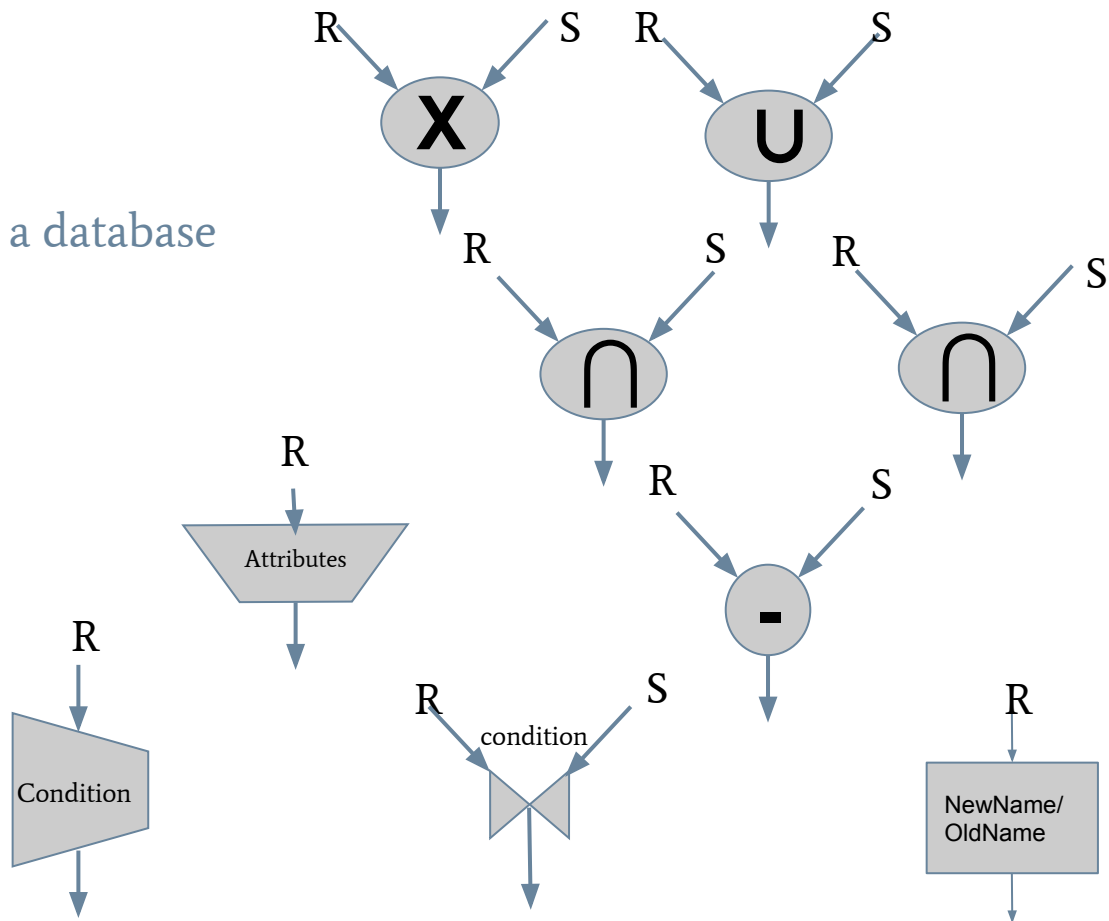 R S R S
X ∪
a database
R S R S
∩ ∩
R
Attributes
R S
-
R
Condition
R S
condition
R
NewName/
OldName